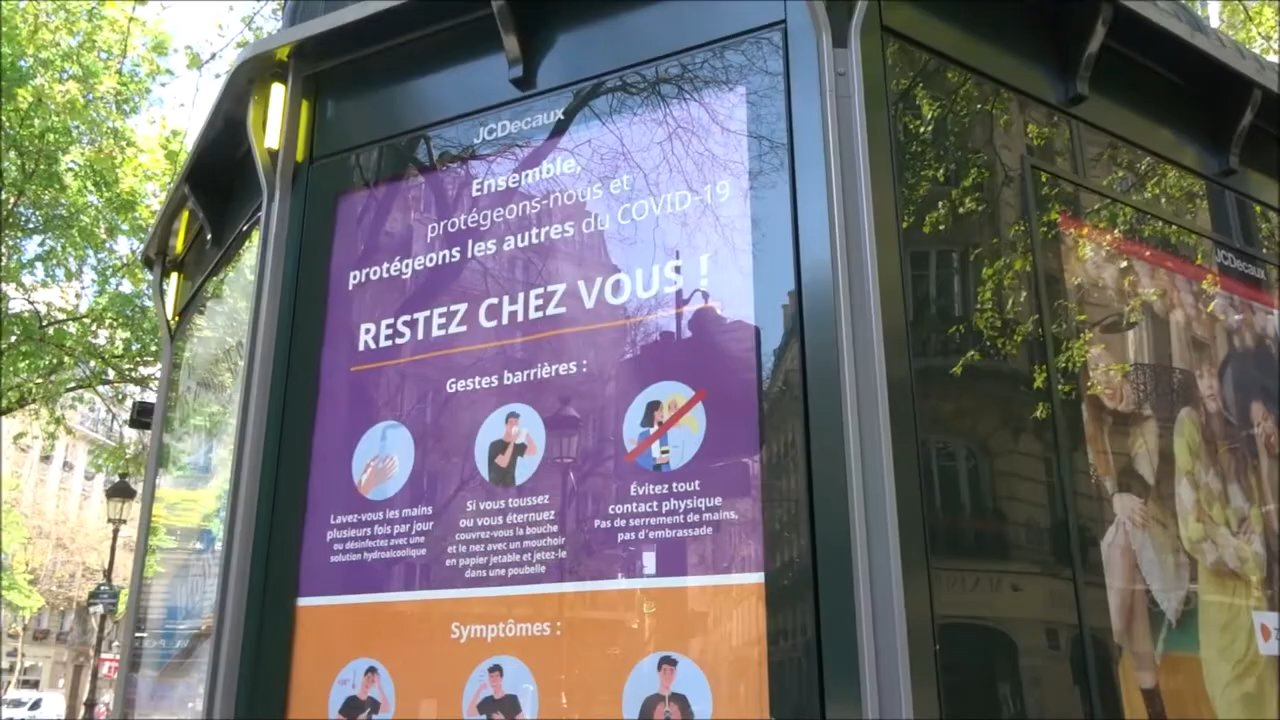 JCDecaux
Ensemble,
protégeons-nous et
protégeons les autres du COVID-19
RESTEZ CHEZ VOUS !
Gestes barrières :
Lavez-vous les mains
plusieurs fois par jour
ou désinfectez avec une
solution hydroalcoolique
Si vous toussez
ou vous éternuez
couvrez-vous la bouche
et le nez avec un mouchoir
en papier jetable et jetez-le
dans une poubelle
Évitez tout
contact physique
Pas de serrement de mains,
pas d'embrassade
Symptômes :
JCDecaux